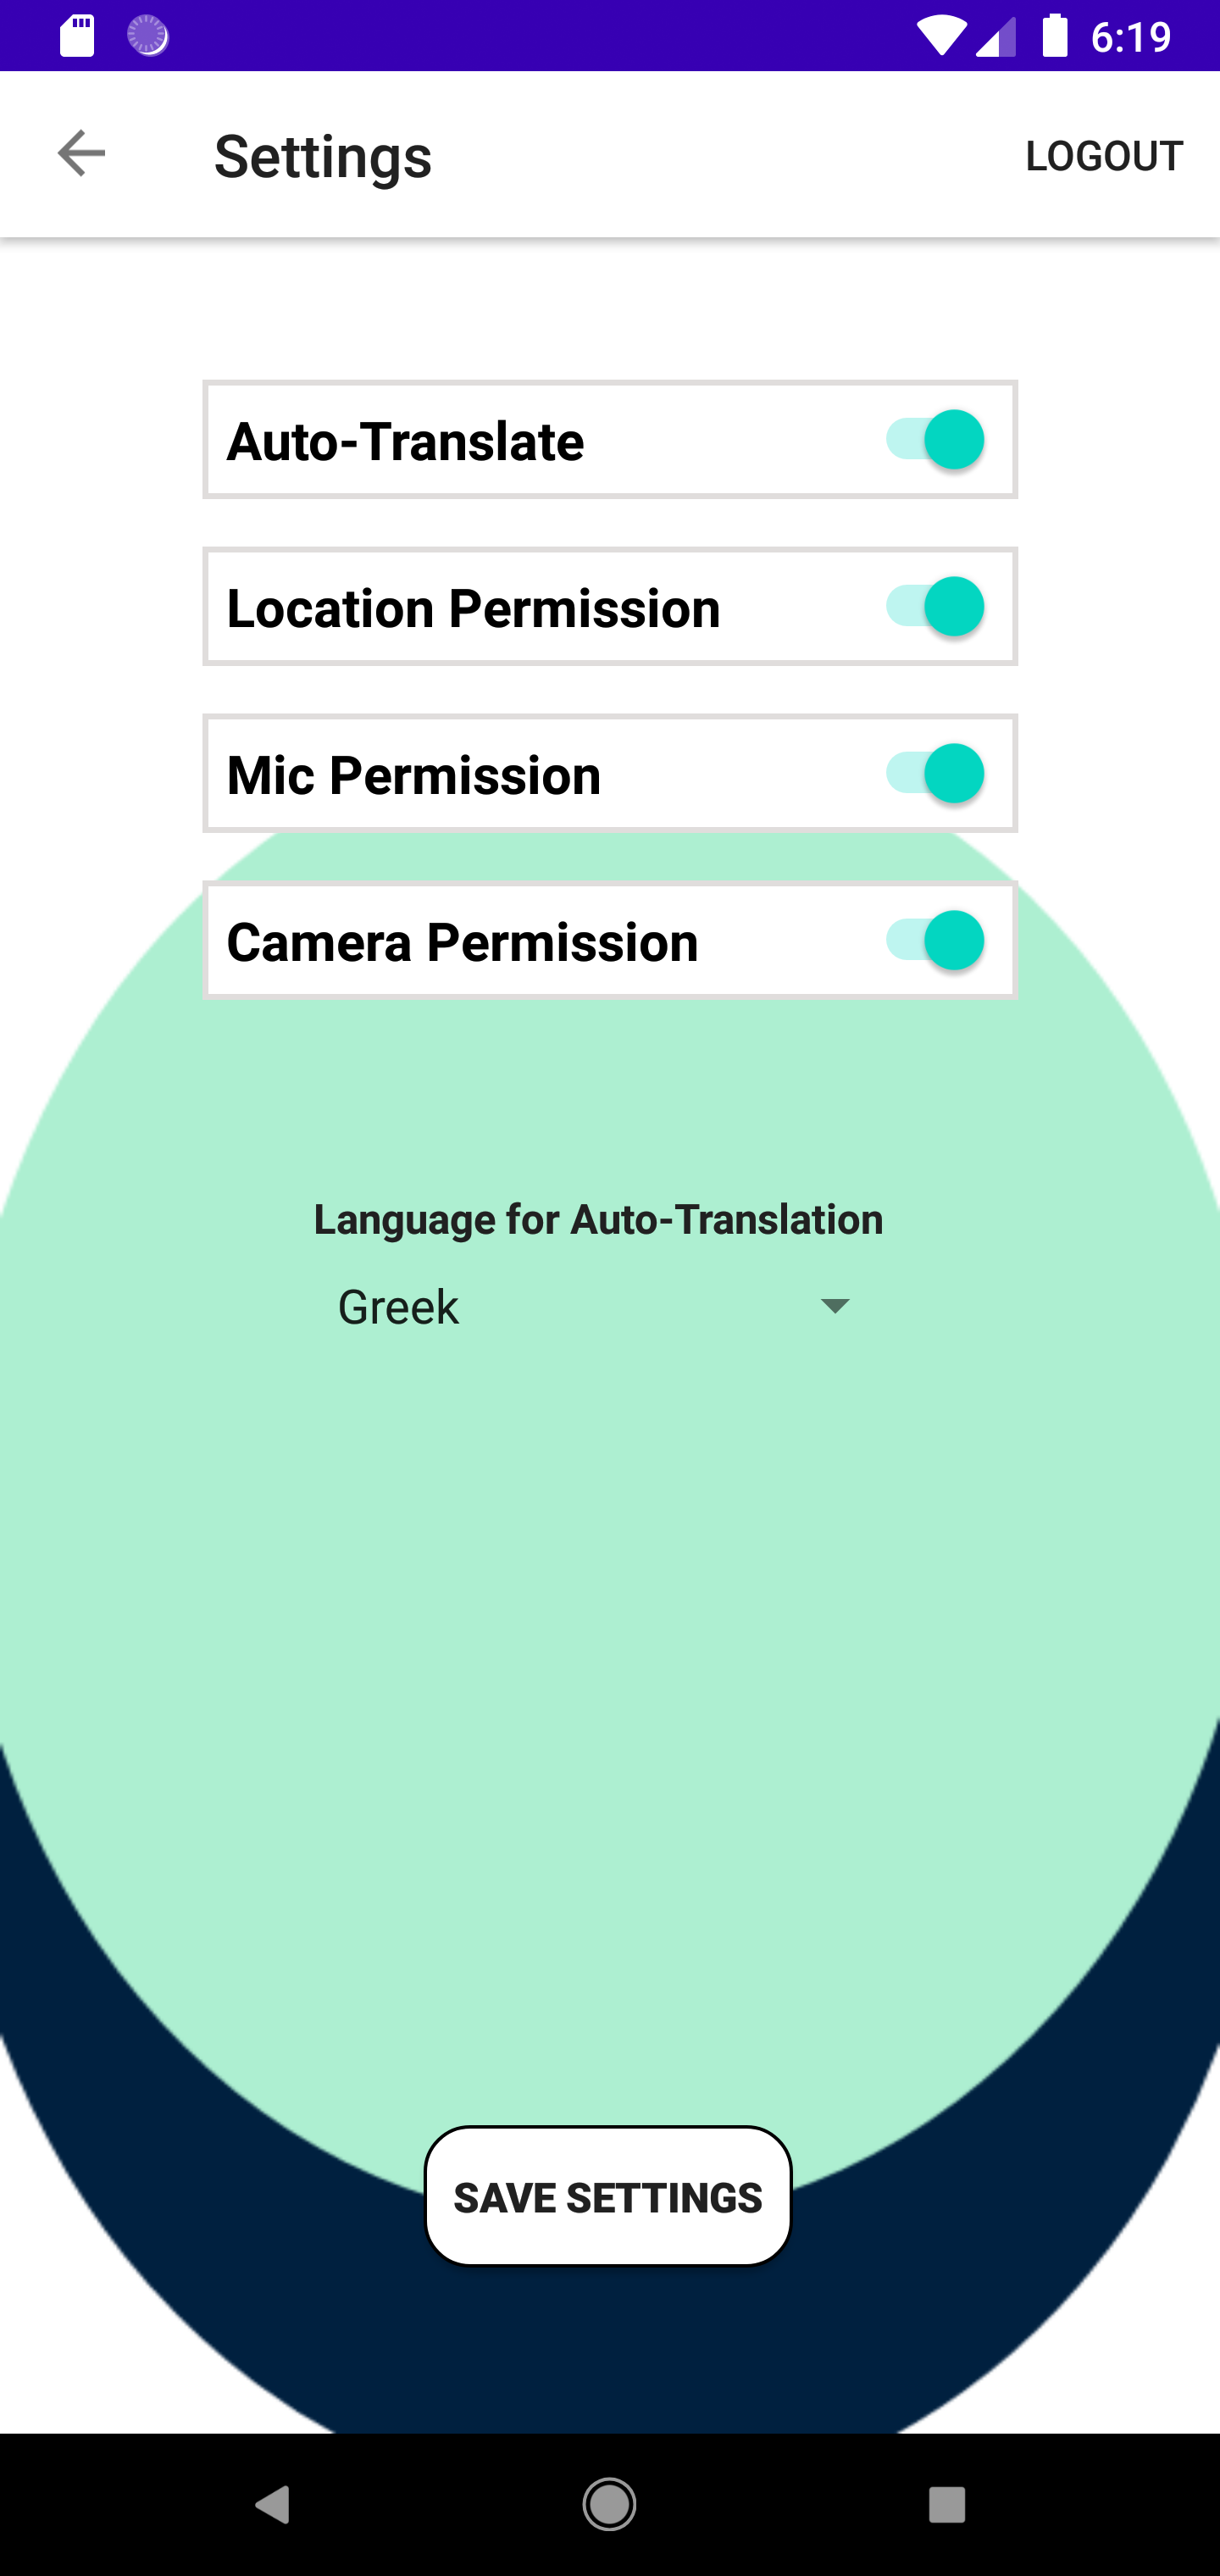 6:19
Settings
LOGOUT
Auto-Translate
Location Permission
Mic Permission
Camera Permission
Language for Auto-Translation
Greek
SAVE SETTINGS